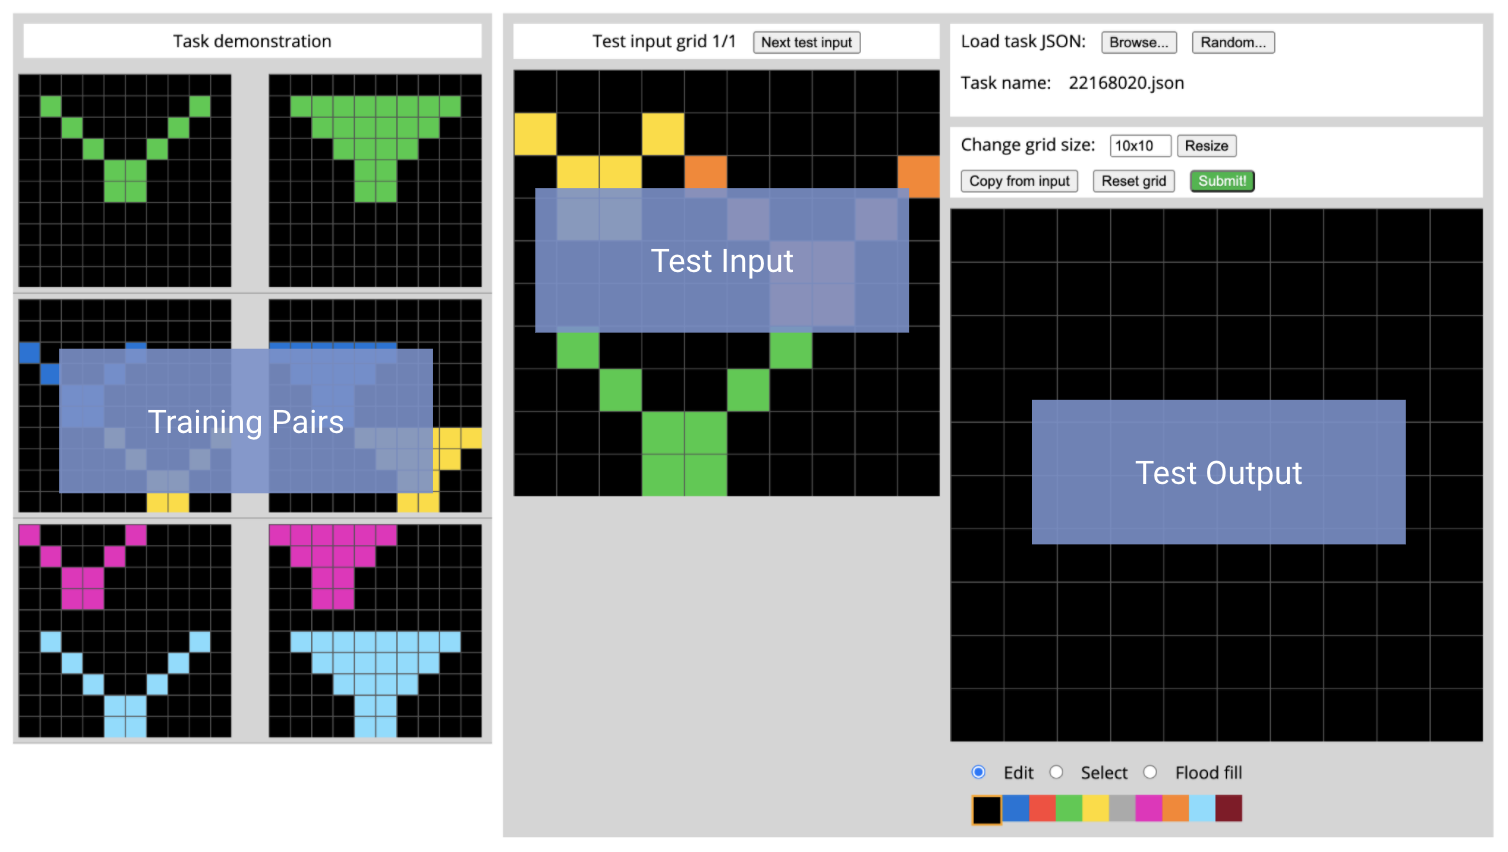 Task demonstration
Training Pairs
Test input grid 1/1 Next test input
Test Input
Load task JSON: Browse... Random...
Task name: 22168020.json
Change grid size: 10x10 Resize
Copy from input Reset grid Submit!
Test Output
Edit Select Flood fill